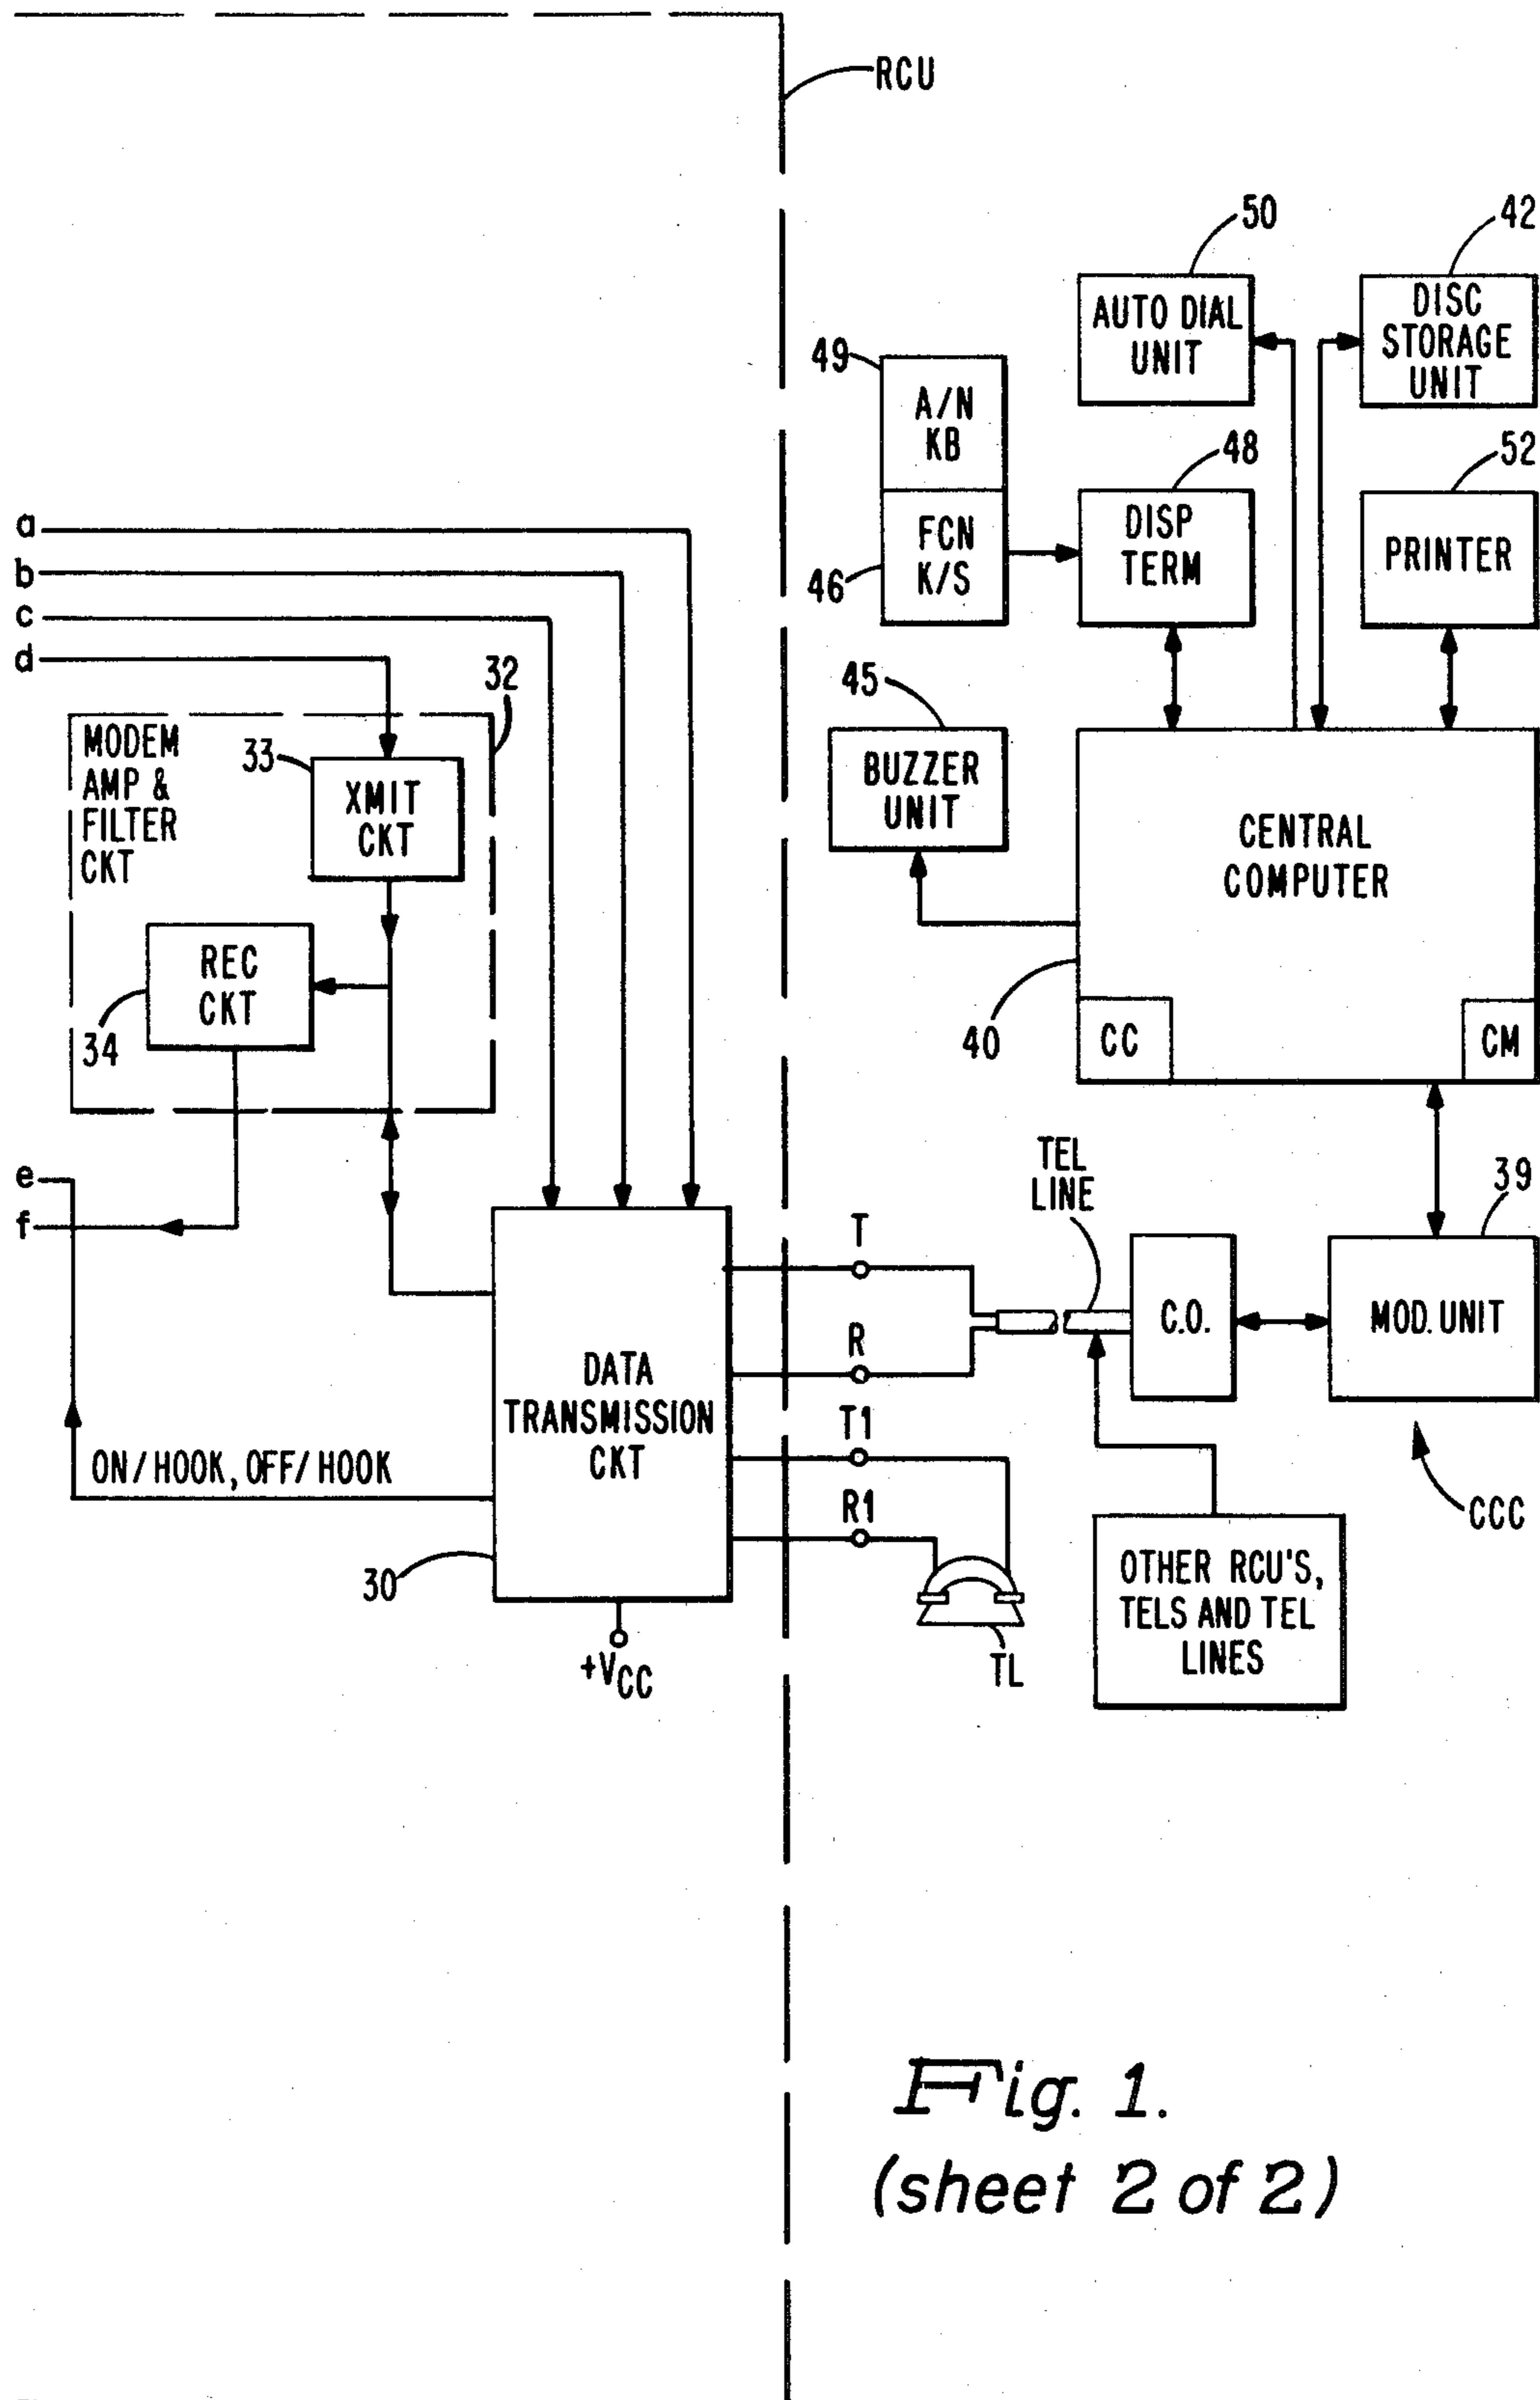 RCU
50
42
AUTO DIAL
UNIT
DISC
STORAGE
UNIT
49
A/N
KB
48
52
FCN
K/S
46
DISP
TERM
PRINTER
a
b
c
d
32
45
MODEM
AMP &
FILTER
CKT
33
XMIT
CKT
BUZZER
UNIT
CENTRAL
COMPUTER
REC
CKT
34
40
CC
CM
e
f
TEL
LINE
39
T
R
T1
R1
C.O.
MOD. UNIT
DATA
TRANSMISSION
CKT
ON/HOOK, OFF/HOOK
CCC
30
+VCC
TL
OTHER RCU'S,
TELS AND TEL
LINES
Fig. 1.
(sheet 2 of 2)